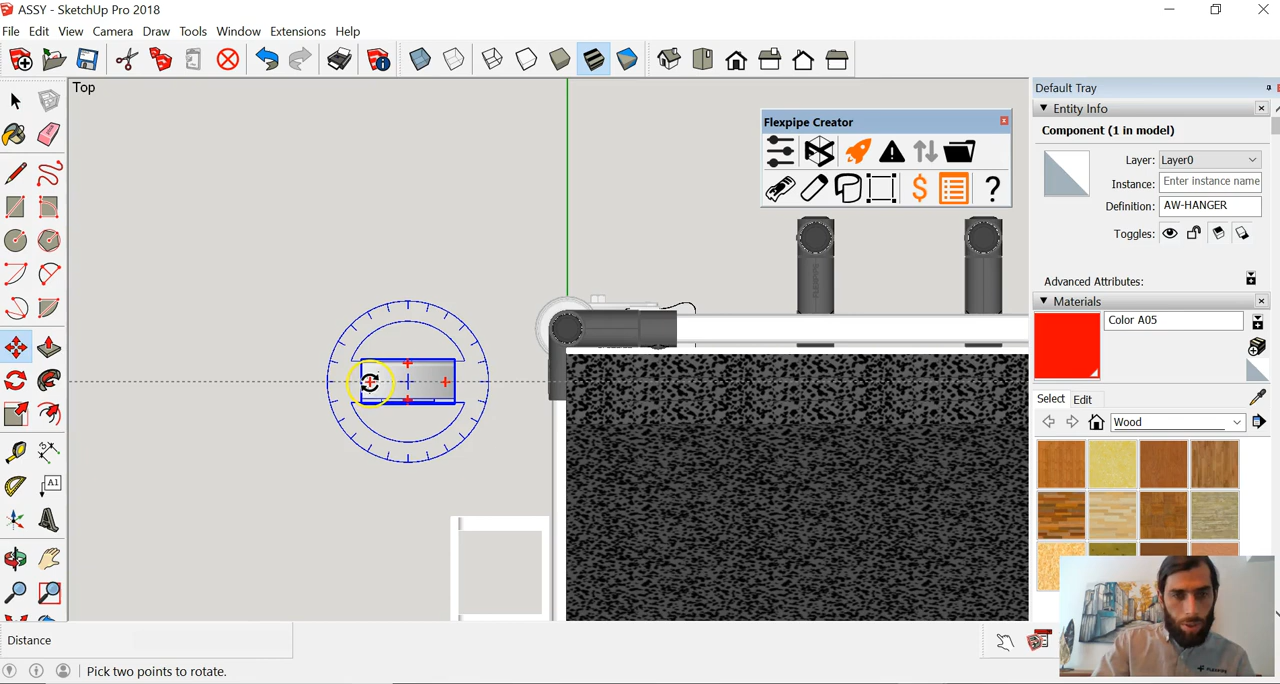 ASSY - SketchUp Pro 2018
File Edit View Camera Draw Tools Window Extensions Help
Top
Default Tray
Entity Info
Component (1 in model)
Layer: Layer0
Instance: Enter instance name
Definition: AW-HANGER
Toggles:
Advanced Attributes:
Materials
Color A05
Select Edit
Wood
Flexpipe Creator
$ ?
A1
Distance
Pick two points to rotate.